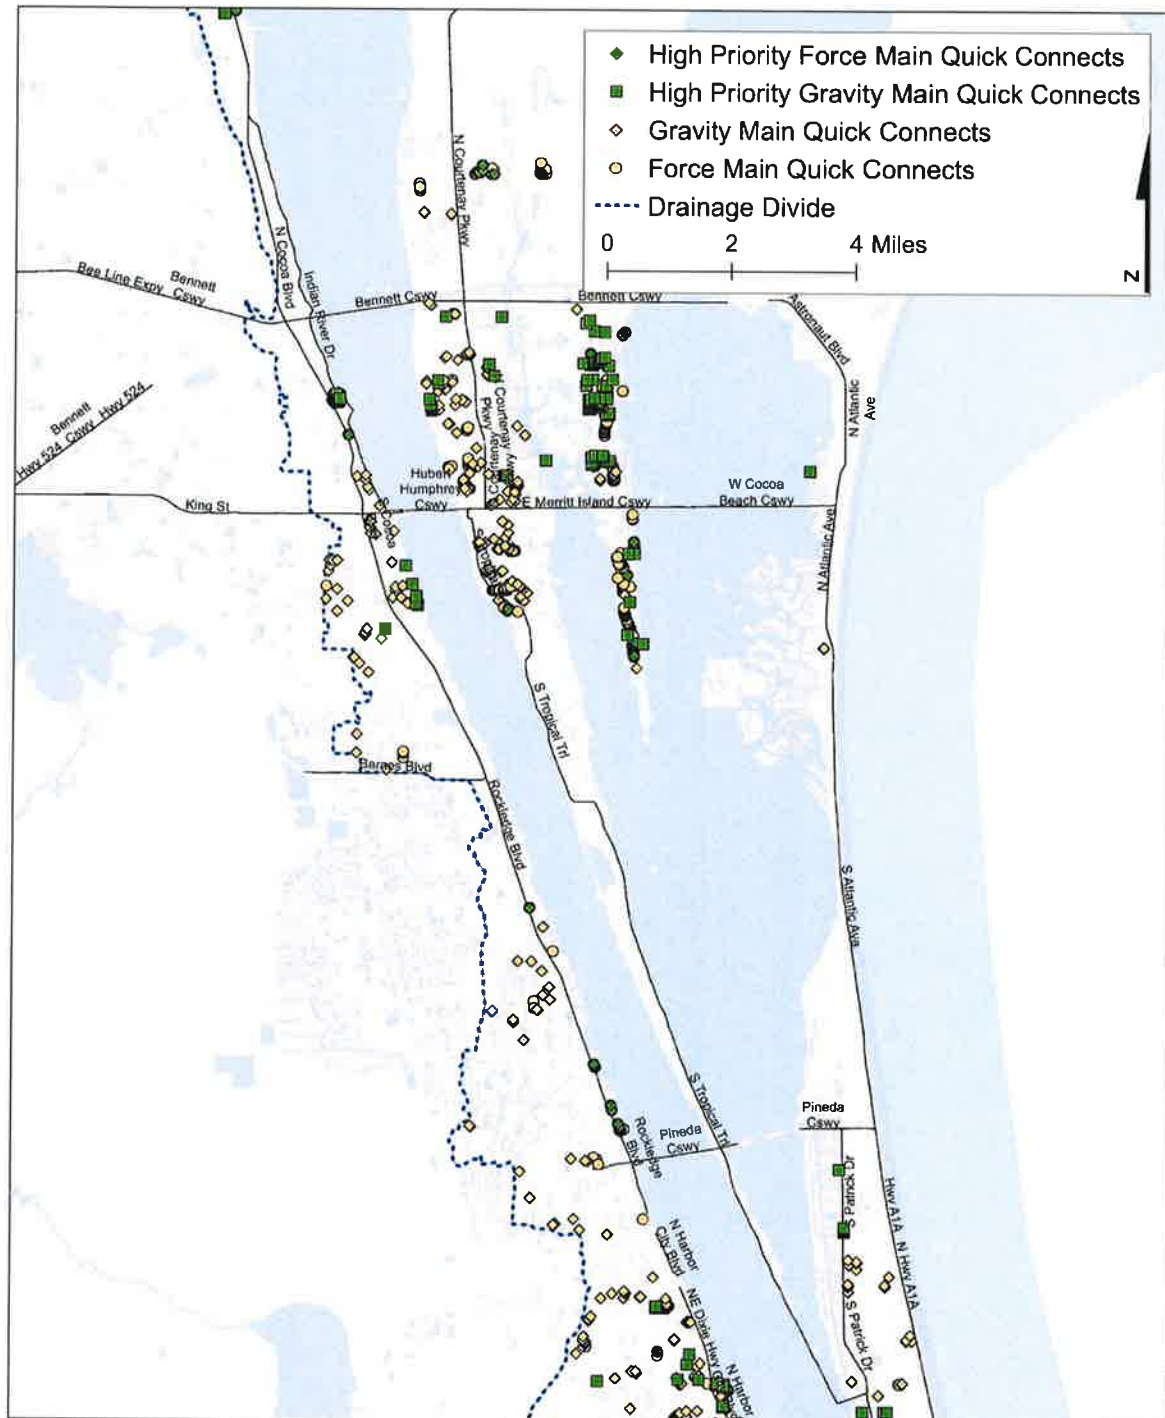 High Priority Force Main Quick Connects
High Priority Gravity Main Quick Connects
Gravity Main Quick Connects
Force Main Quick Connects
Drainage Divide
0 2 4 Miles
N
N Courtenay Pkwy
N Cocoa Blvd
Indian River Dr
Bee Line Expy
Bennett
Cswy
Bennett Cswy
Bennett Cswy
Astronaut Blvd
N Atlantic
Ave
Bennett
Hwy 524 Cswy Hwy 524
N Courtenay
Pkwy
Courtenay
Pkwy
Hubert
Humphrey
Cswy
W Cocoa
Beach Cswy
King St
E Merritt Island Cswy
S Cocoa
N Atlantic Ave
S Tropical Trl
Barnes Blvd
Rockledge Blvd
S Atlantic Ave
S Tropical Trl
Pineda
Cswy
Rockledge
Blvd
Pineda
Cswy
S Patrick Dr
Hwy A1A
N Hwy A1A
N Harbor
City Blvd
NE Dixie Hwy
S Patrick Dr
N Harbor